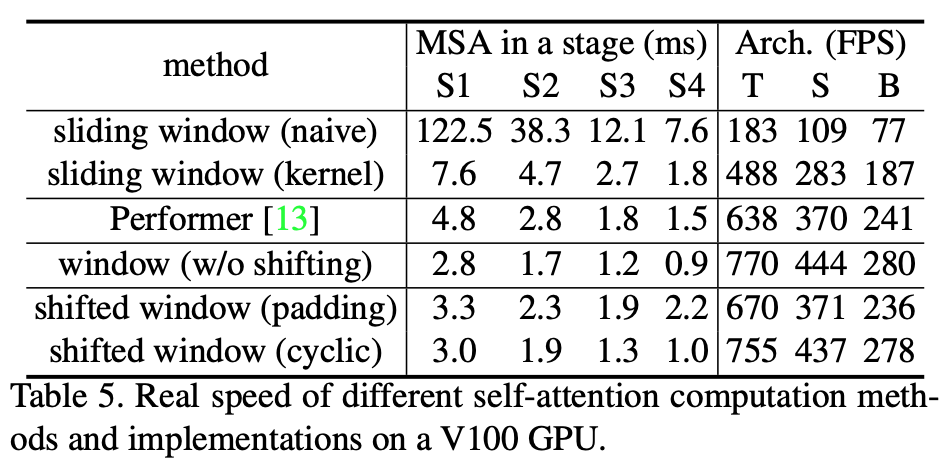 method MSA in a stage (ms) Arch. (FPS)
S1 S2 S3 S4 T S B
sliding window (naive) 122.5 38.3 12.1 7.6 183 109 77
sliding window (kernel) 7.6 4.7 2.7 1.8 488 283 187
Performer [13] 4.8 2.8 1.8 1.5 638 370 241
window (w/o shifting) 2.8 1.7 1.2 0.9 770 444 280
shifted window (padding) 3.3 2.3 1.9 2.2 670 371 236
shifted window (cyclic) 3.0 1.9 1.3 1.0 755 437 278
Table 5. Real speed of different self-attention computation meth-
ods and implementations on a V100 GPU.